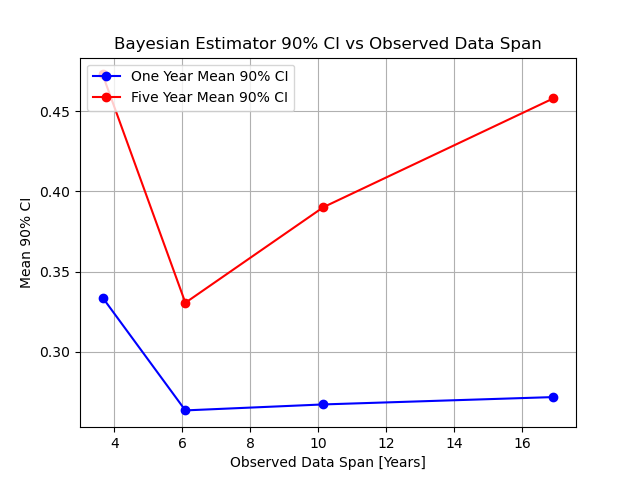 Bayesian Estimator 90% CI vs Observed Data Span
One Year Mean 90% CI
Five Year Mean 90% CI
0.45
0.40
0.35
0.30
Mean 90% CI
4 6 8 10 12 14 16
Observed Data Span [Years]